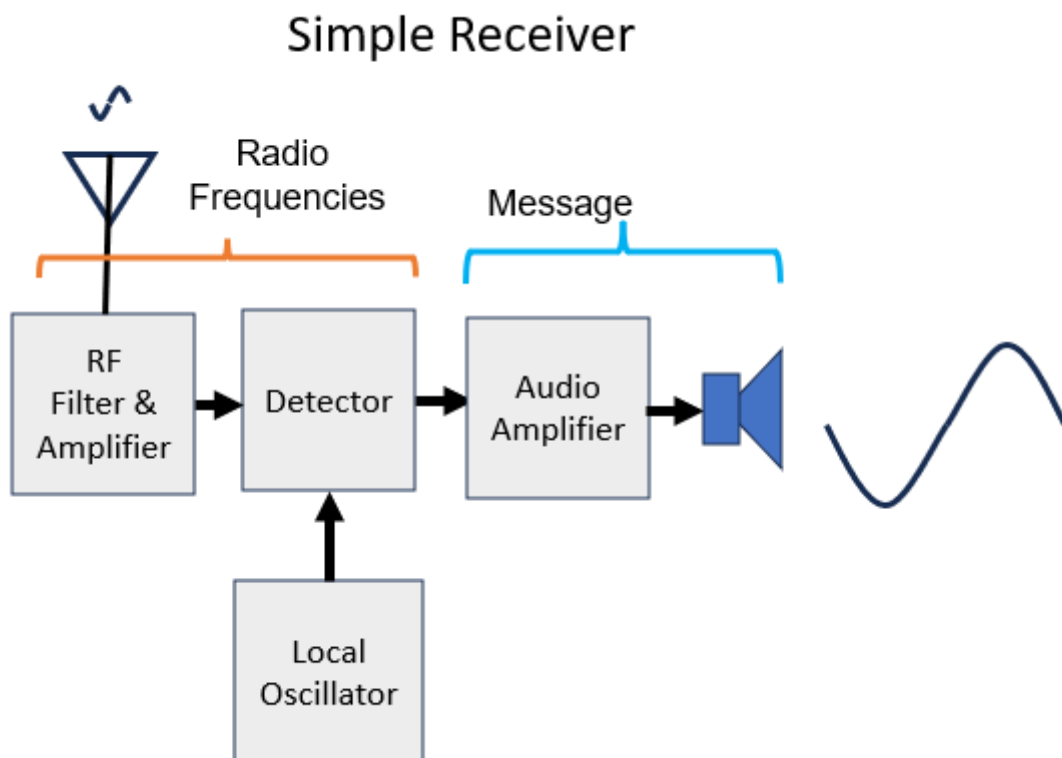 Simple Receiver
Radio
Frequencies
Message
RF
Filter &
Amplifier
Detector
Audio
Amplifier
Local
Oscillator